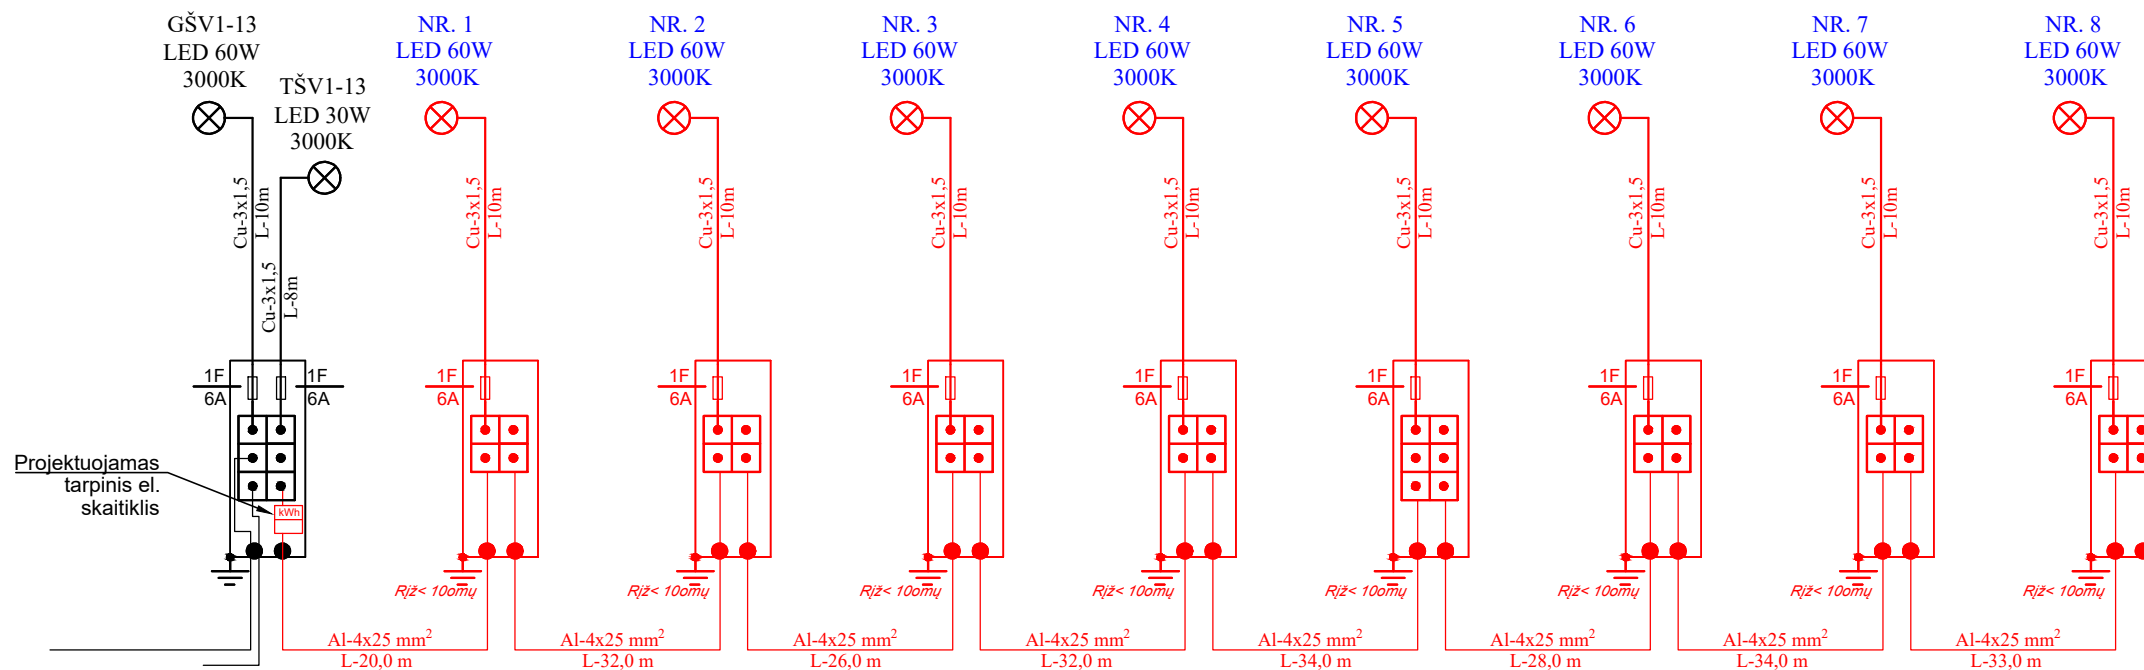 GŠV1-13
LED 60W
3000K
TŠV1-13
LED 30W
3000K
NR. 1
LED 60W
3000K
NR. 2
LED 60W
3000K
NR. 3
LED 60W
3000K
NR. 4
LED 60W
3000K
NR. 5
LED 60W
3000K
NR. 6
LED 60W
3000K
NR. 7
LED 60W
3000K
NR. 8
LED 60W
3000K
Cu-3x1,5
L-10m
Cu-3x1,5
L-8m
Cu-3x1,5
L-10m
Cu-3x1,5
L-10m
Cu-3x1,5
L-10m
Cu-3x1,5
L-10m
Cu-3x1,5
L-10m
Cu-3x1,5
L-10m
Cu-3x1,5
L-10m
Cu-3x1,5
L-10m
1F
6A
1F
6A
1F
6A
1F
6A
1F
6A
1F
6A
1F
6A
1F
6A
1F
6A
1F
6A
Projektuojamas
tarpinis el.
skaitiklis
kWh
Rįž< 10omų
Rįž< 10omų
Rįž< 10omų
Rįž< 10omų
Rįž< 10omų
Rįž< 10omų
Rįž< 10omų
Rįž< 10omų
Al-4x25 mm²
L-20,0 m
Al-4x25 mm²
L-32,0 m
Al-4x25 mm²
L-26,0 m
Al-4x25 mm²
L-32,0 m
Al-4x25 mm²
L-34,0 m
Al-4x25 mm²
L-28,0 m
Al-4x25 mm²
L-34,0 m
Al-4x25 mm²
L-33,0 m